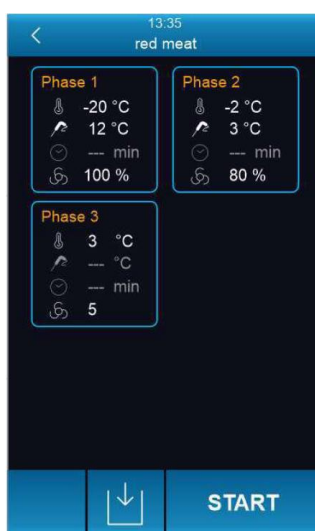 13:35
red meat
Phase 1
-20 °C
12 °C
--- min
100 %
Phase 2
-2 °C
3 °C
--- min
80 %
Phase 3
3 °C
--- °C
--- min
5
START